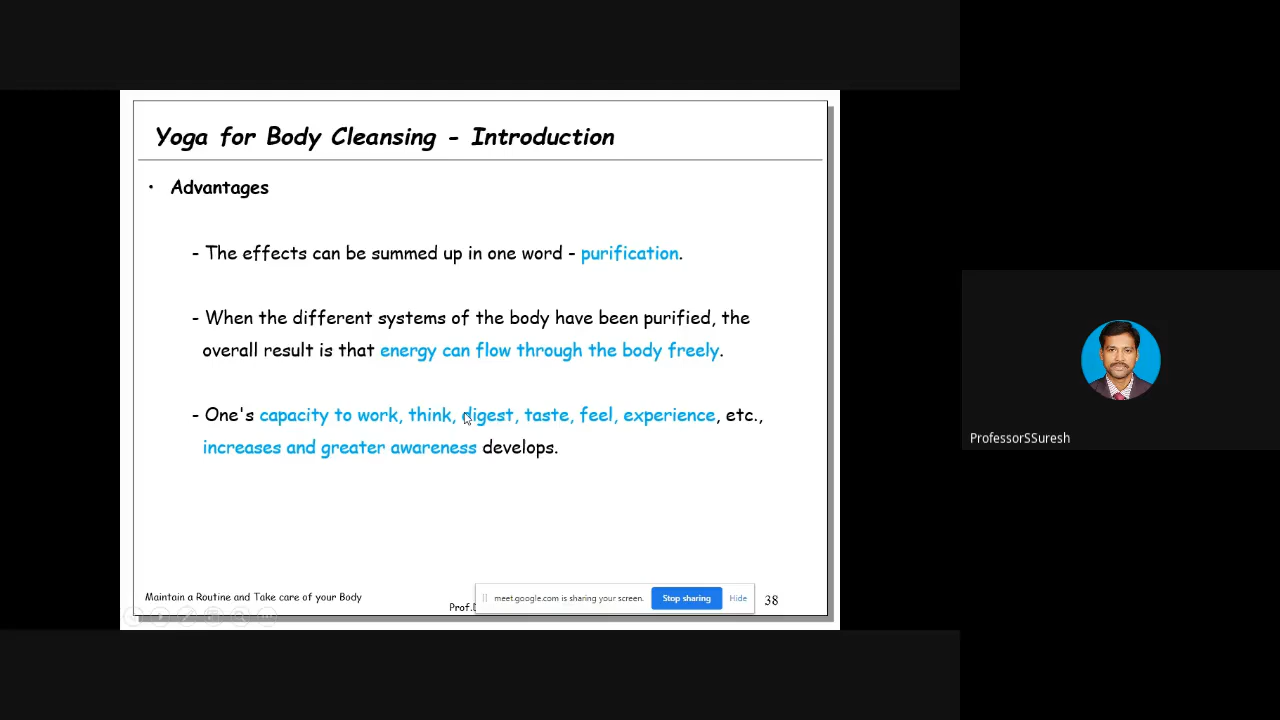 Yoga for Body Cleansing - Introduction
• Advantages
- The effects can be summed up in one word - purification.
- When the different systems of the body have been purified, the
overall result is that energy can flow through the body freely.
- One's capacity to work, think, digest, taste, feel, experience, etc.,
increases and greater awareness develops.
ProfessorSSuresh
Maintain a Routine and Take care of your Body
meet.google.com is sharing your screen.
Stop sharing
Hide
38